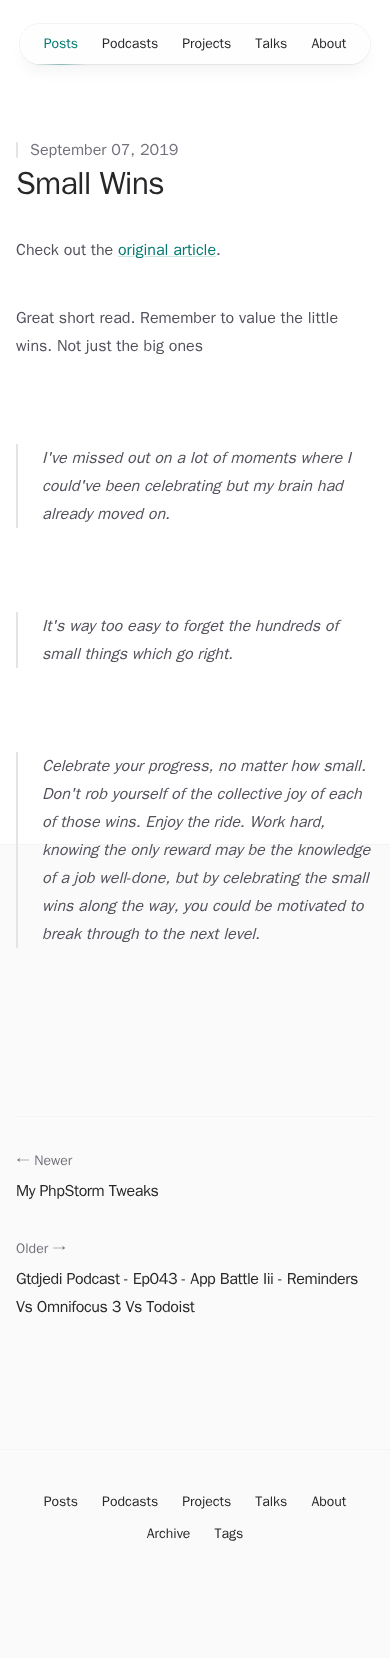 Posts Podcasts Projects Talks About
September 07, 2019
Small Wins
Check out the original article.
Great short read. Remember to value the little
wins. Not just the big ones
I've missed out on a lot of moments where I
could've been celebrating but my brain had
already moved on.
It's way too easy to forget the hundreds of
small things which go right.
Celebrate your progress, no matter how small.
Don't rob yourself of the collective joy of each
of those wins. Enjoy the ride. Work hard,
knowing the only reward may be the knowledge
of a job well-done, but by celebrating the small
wins along the way, you could be motivated to
break through to the next level.
← Newer
My PhpStorm Tweaks
Older →
Gtdjedi Podcast - Ep043 - App Battle Iii - Reminders
Vs Omnifocus 3 Vs Todoist
Posts Podcasts Projects Talks About
Archive Tags